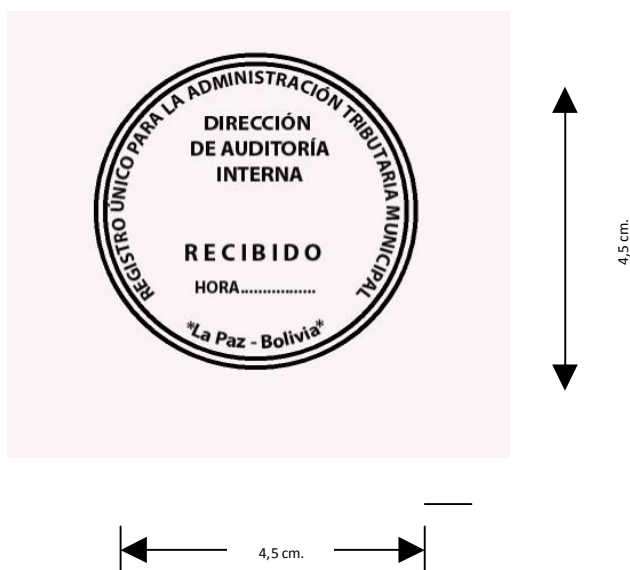 REGISTRO ÚNICO PARA LA ADMINISTRACIÓN TRIBUTARIA MUNICIPAL
DIRECCIÓN
DE AUDITORÍA
INTERNA
RECIBIDO
HORA.................
*La Paz - Bolivia*
4,5 cm.
4,5 cm.